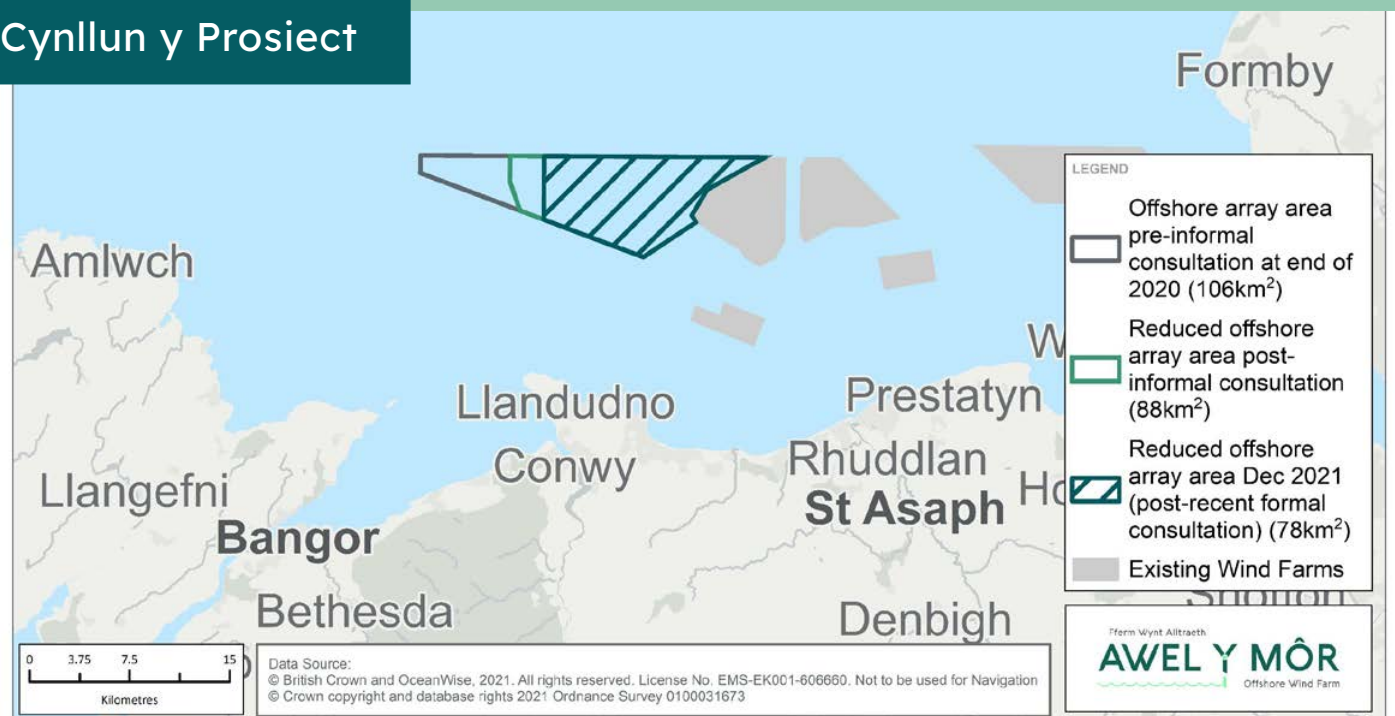 Cynllun y Prosiect
Formby
Amlwch
Llandudno
Prestatyn
Conwy
Rhuddlan
Llangefni
St Asaph
Bangor
Bethesda
Denbigh
LEGEND
Offshore array area
pre-informal
consultation at end of
2020 (106km²)
Reduced offshore
array area post-
informal consultation
(88km²)
Reduced offshore
array area Dec 2021
(post-recent formal
consultation) (78km²)
Existing Wind Farms
0 3.75 7.5 15
Kilometres
Data Source:
© British Crown and OceanWise, 2021. All rights reserved. License No. EMS-EK001-606660. Not to be used for Navigation
© Crown copyright and database rights 2021 Ordnance Survey 0100031673
Fferm Wynt Alltraeth
AWEL Y MÔR
Offshore Wind Farm